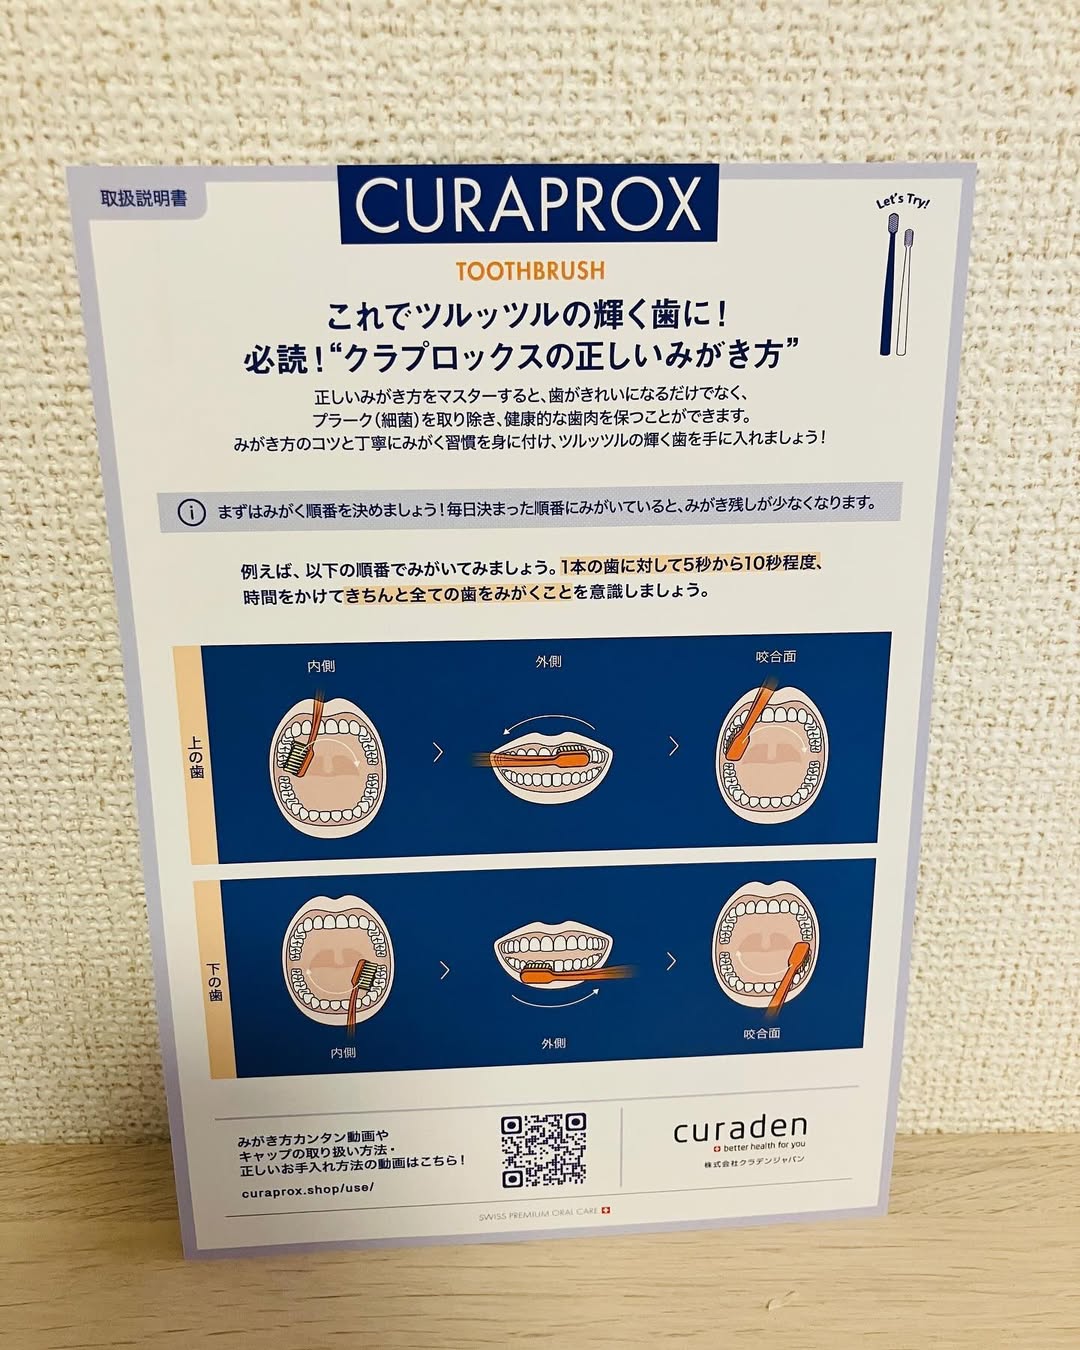 取扱説明書
CURAPROX
Let's Try!
TOOTHBRUSH
これでツルッツルの輝く歯に！
必読！“クラプロックスの正しいみがき方”
正しいみがき方をマスターすると、歯がきれいになるだけでなく、
プラーク（細菌）を取り除き、健康的な歯肉を保つことができます。
みがき方のコツと丁寧にみがく習慣を身に付け、ツルッツルの輝く歯を手に入れましょう！
i まずはみがく順番を決めましょう！毎日決まった順番にみがいていると、みがき残しが少なくなります。
例えば、以下の順番でみがいてみましょう。1本の歯に対して5秒から10秒程度、
時間をかけてきちんと全ての歯をみがくことを意識しましょう。
上の歯
内側
外側
咬合面
下の歯
内側
外側
咬合面
みがき方カンタン動画や
キャップの取り扱い方法・
正しいお手入れ方法の動画はこちら！
curaprox.shop/use/
curaden
better health for you
株式会社クラデンジャパン
SWISS PREMIUM ORAL CARE